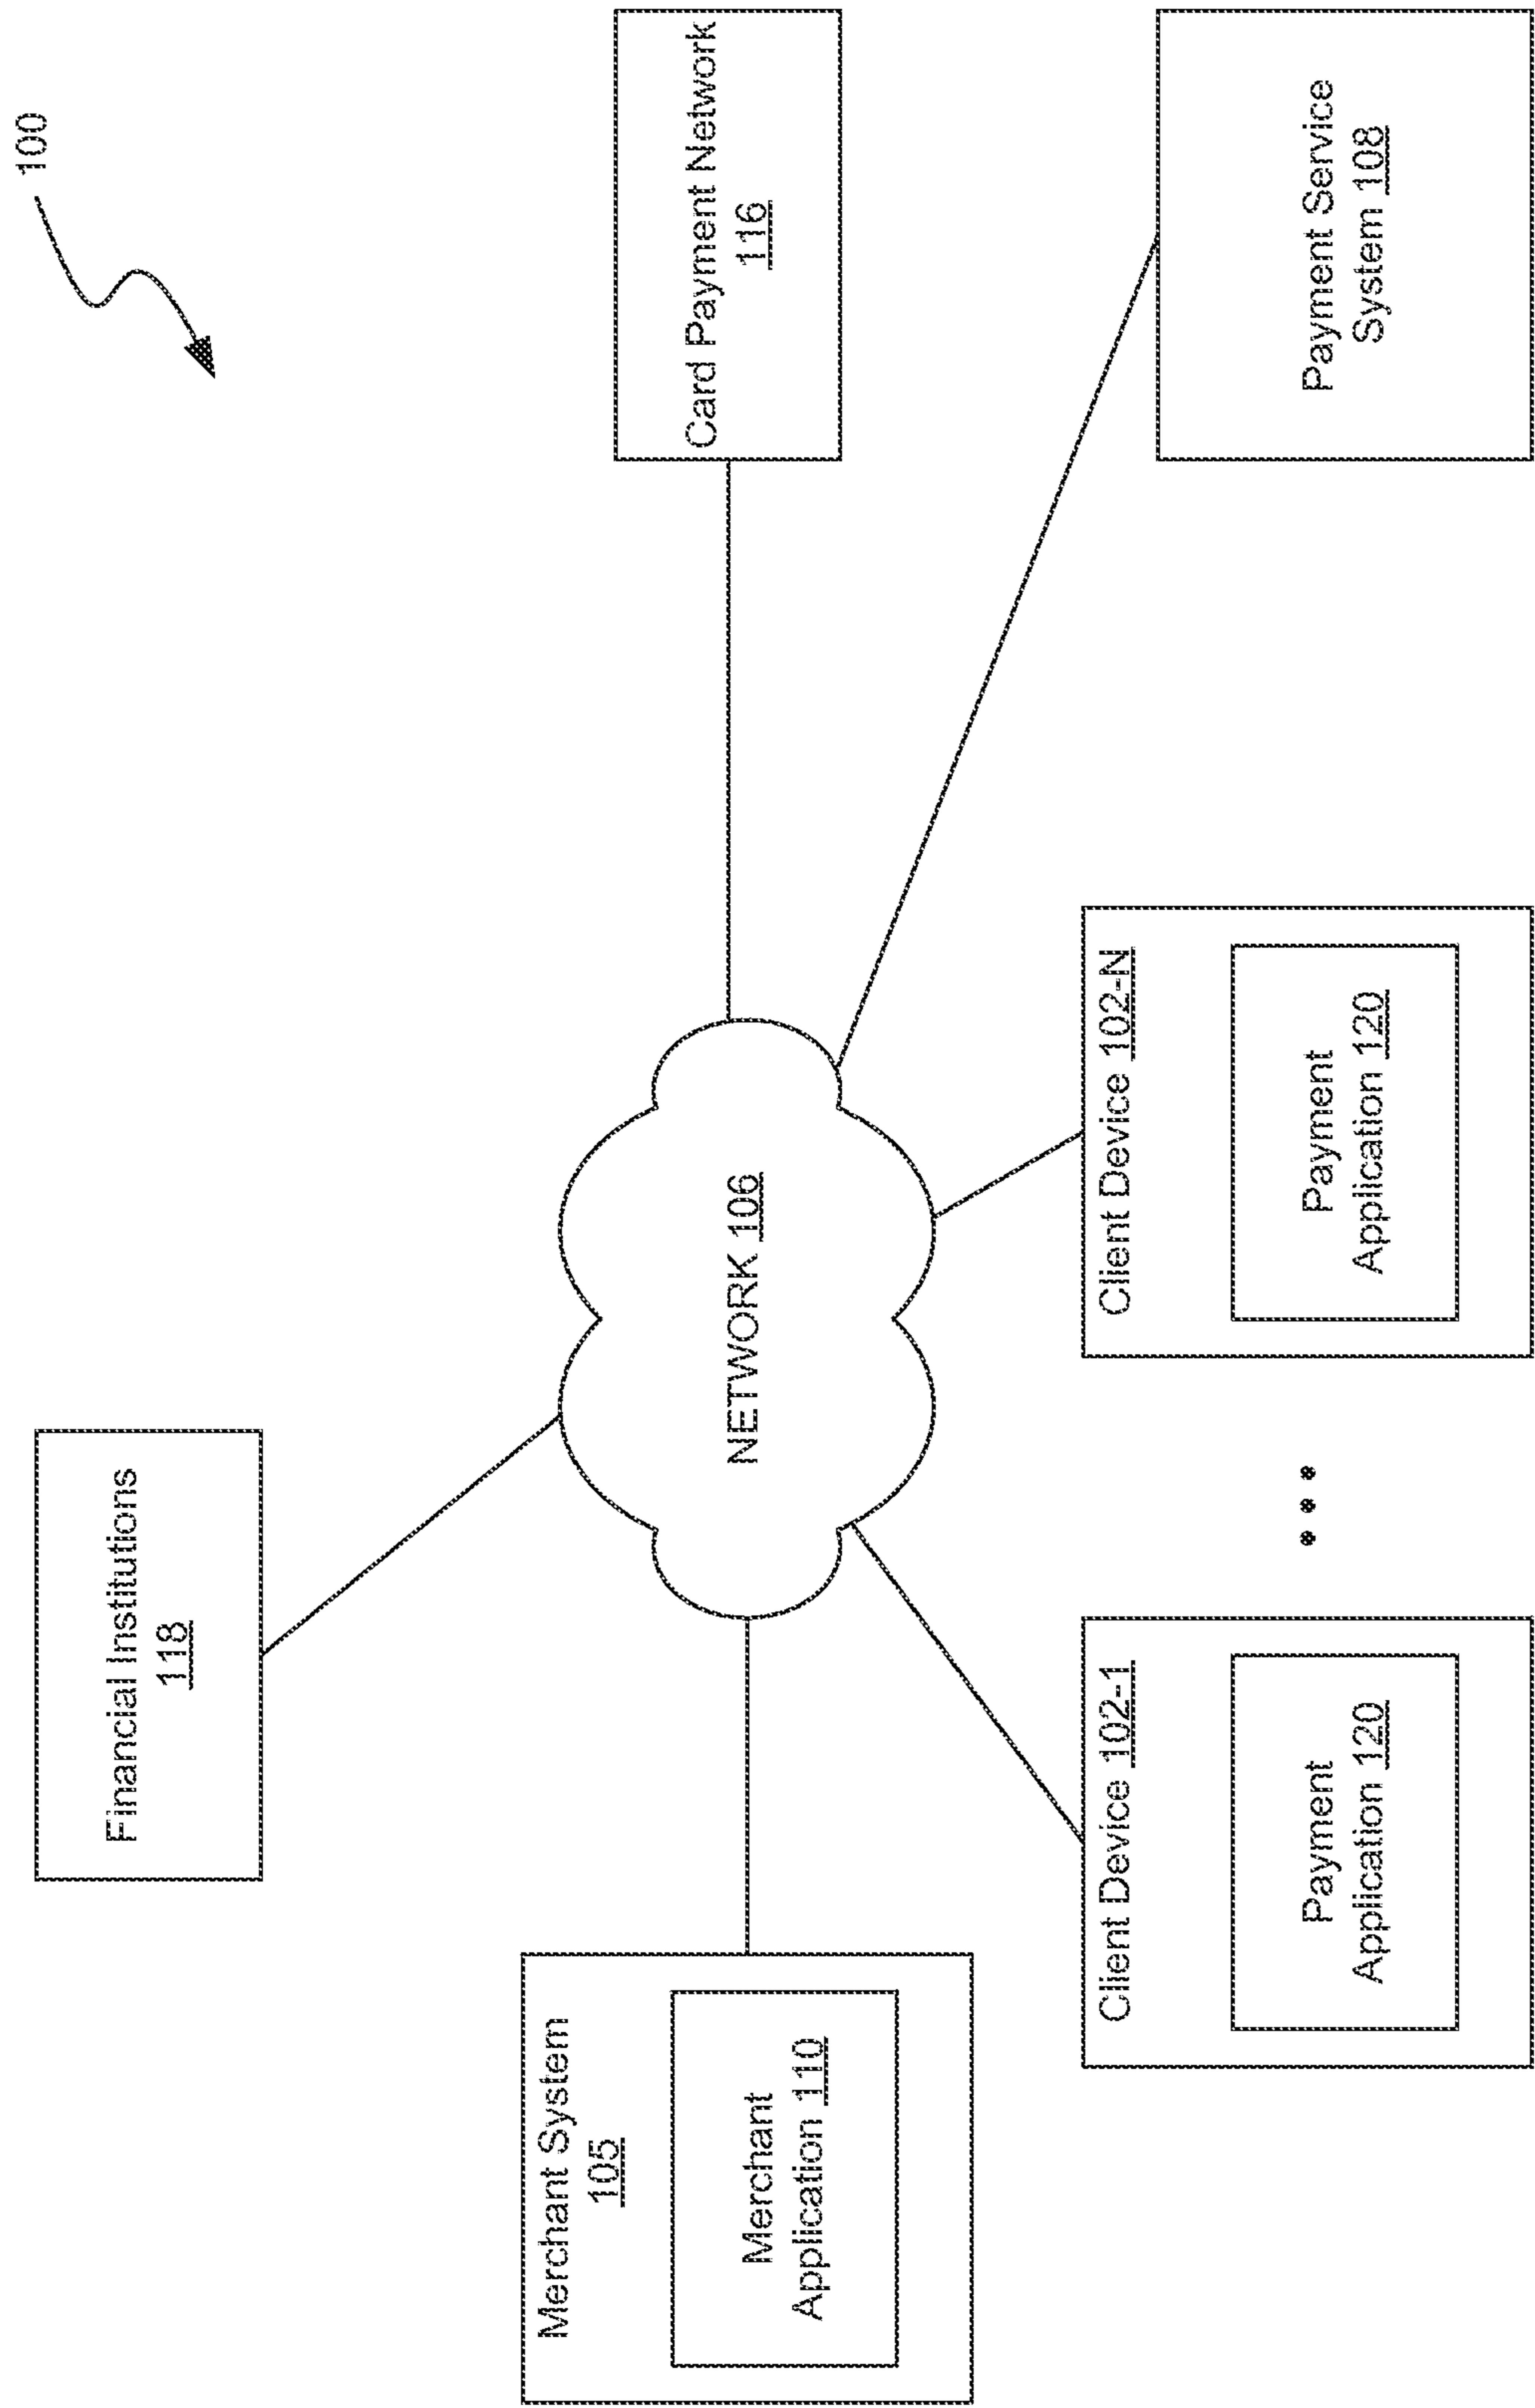 100
Financial Institutions
118
Merchant System
105
Merchant
Application 110
NETWORK 106
Card Payment Network
116
Client Device 102-1
Payment
Application 120
Client Device 102-N
Payment
Application 120
Payment Service
System 108